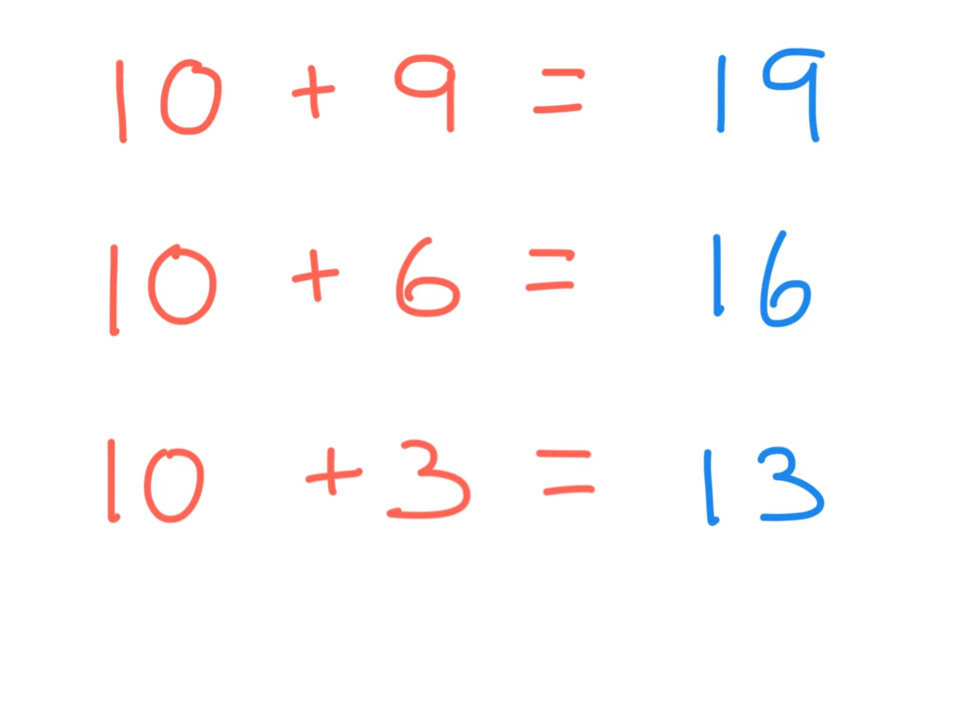 10 + 9 = 19
10 + 6 = 16
10 + 3 = 13